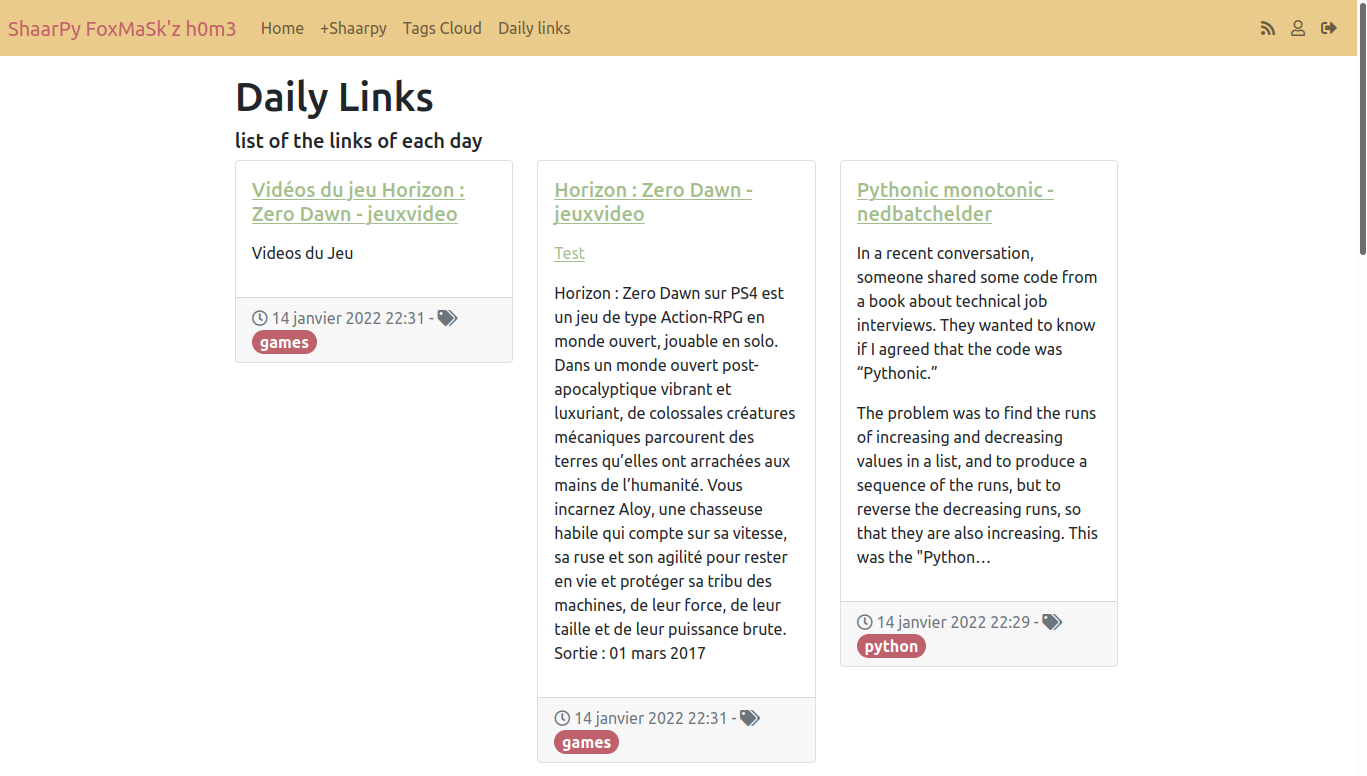 ShaarPy FoxMaSk'z h0m3
Home
+Shaarpy
Tags Cloud
Daily links
Daily Links
list of the links of each day
Vidéos du jeu Horizon :
Zero Dawn - jeuxvideo
Videos du Jeu
14 janvier 2022 22:31 -
games
Horizon : Zero Dawn -
jeuxvideo
Test
Horizon : Zero Dawn sur PS4 est
un jeu de type Action-RPG en
monde ouvert, jouable en solo.
Dans un monde ouvert post-
apocalyptique vibrant et
luxuriant, de colossales créatures
mécaniques parcourent des
terres qu’elles ont arrachées aux
mains de l’humanité. Vous
incarnez Aloy, une chasseuse
habile qui compte sur sa vitesse,
sa ruse et son agilité pour rester
en vie et protéger sa tribu des
machines, de leur force, de leur
taille et de leur puissance brute.
Sortie : 01 mars 2017
14 janvier 2022 22:31 -
games
Pythonic monotonic -
nedbatchelder
In a recent conversation,
someone shared some code from
a book about technical job
interviews. They wanted to know
if I agreed that the code was
“Pythonic.”
The problem was to find the runs
of increasing and decreasing
values in a list, and to produce a
sequence of the runs, but to
reverse the decreasing runs, so
that they are also increasing. This
was the "Python…
14 janvier 2022 22:29 -
python